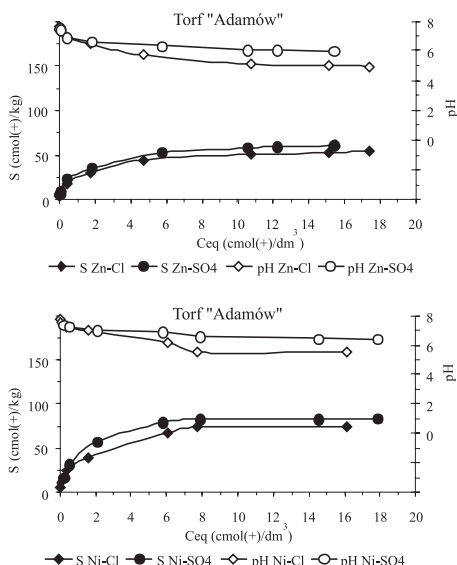 Torf "Adamów"
8
150
6
4
2
100
0
50
0
0 2 4 6 8 10 12 14 16 18 20
S (cmol(+)/kg)
pH
Ceq (cmol(+)/dm³)
S Zn-Cl S Zn-SO4 pH Zn-Cl pH Zn-SO4
Torf "Adamów"
8
150
6
4
2
100
0
50
0
0 2 4 6 8 10 12 14 16 18 20
S (cmol(+)/kg)
pH
Ceq (cmol(+)/dm³)
S Ni-Cl S Ni-SO4 pH Ni-Cl pH Ni-SO4